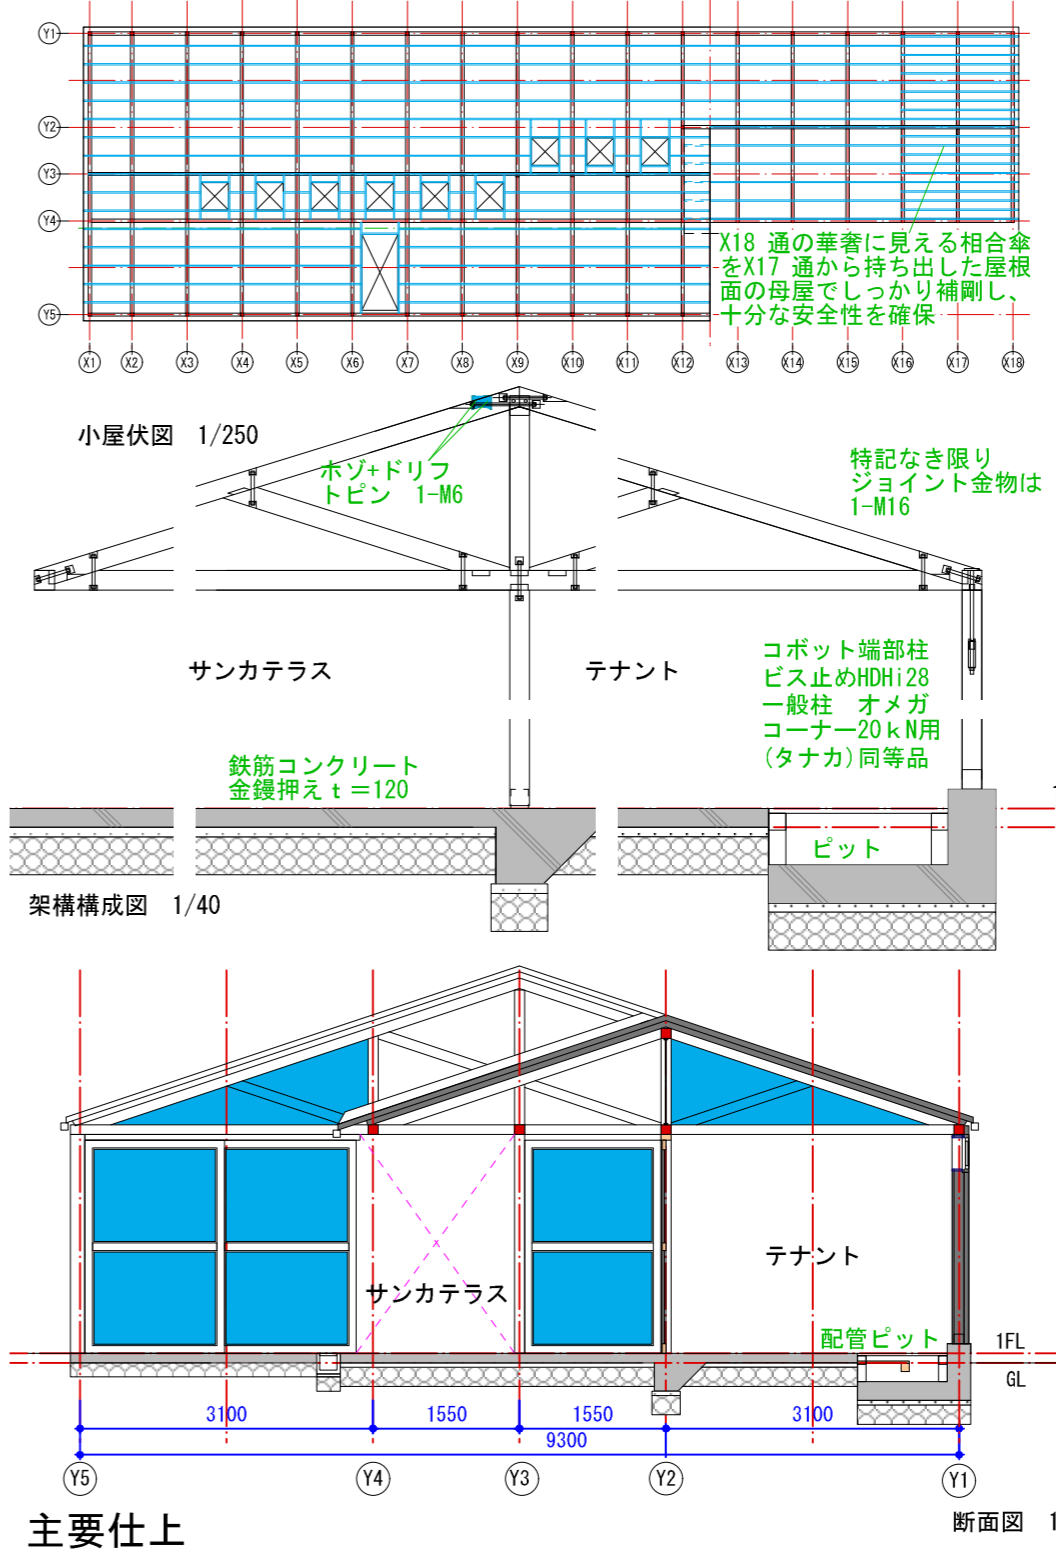 Y1
Y2
Y3
Y4
Y5
X18 通の華奢に見える相合傘
をX17 通から持ち出した屋根
面の母屋でしっかり補剛し、
十分な安全性を確保
X1 X2 X3 X4 X5 X6 X7 X8 X9 X10 X11 X12 X13 X14 X15 X16 X17 X18
小屋伏図 1/250
ホゾ+ドリフ
トピン 1-M6
特記なき限り
ジョイント金物は
1-M16
サンカテラス
テナント
コボット端部柱
ビス止めHDHi28
一般柱 オメガ
コーナー20kN用
(タナカ)同等品
鉄筋コンクリート
金鏝押えt=120
ピット
架構構成図 1/40
テナント
サンカテラス
配管ピット
1FL
GL
3100 1550 1550 3100
9300
Y5 Y4 Y3 Y2 Y1
主要仕上
断面図 1